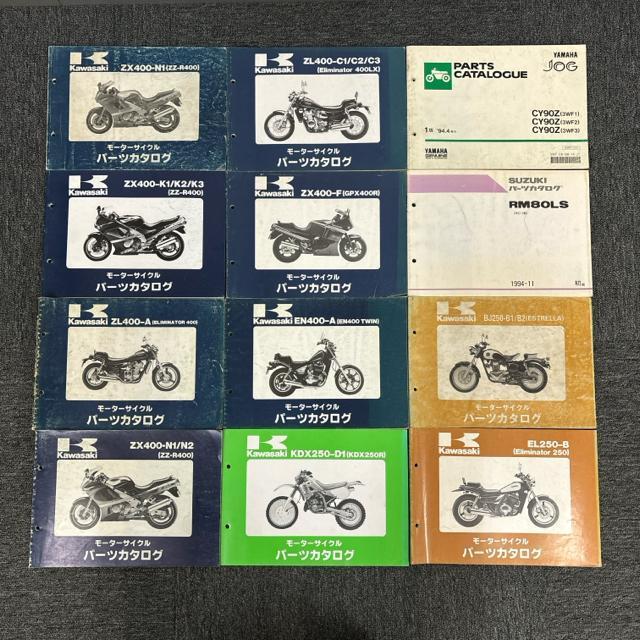 Kawasaki
ZX400-N1(ZZ-R400)
モーターサイクル
パーツカタログ
Kawasaki
ZL400-C1/C2/C3
(Eliminator 400LX)
モーターサイクル
パーツカタログ
PARTS
CATALOGUE
YAMAHA
JOG
CY90Z(3WF1)
CY90Z(3WF2)
CY90Z(3WF3)
1版 '94.4
YAMAHA
GENUINE
Kawasaki
ZX400-K1/K2/K3
(ZZ-R400)
モーターサイクル
パーツカタログ
Kawasaki
ZX400-F(GPX400R)
モーターサイクル
パーツカタログ
SUZUKI
パーツカタログ
RM80LS
1994-11
初版
Kawasaki
ZL400-A(ELIMINATOR 400)
モーターサイクル
パーツカタログ
Kawasaki
EN400-A(EN400 TWIN)
モーターサイクル
パーツカタログ
Kawasaki
BJ250-B1/B2(ESTRELLA)
モーターサイクル
パーツカタログ
Kawasaki
ZX400-N1/N2
(ZZ-R400)
モーターサイクル
パーツカタログ
Kawasaki
KDX250-D1(KDX250R)
モーターサイクル
パーツカタログ
Kawasaki
EL250-B
(Eliminator 250)
モーターサイクル
パーツカタログ